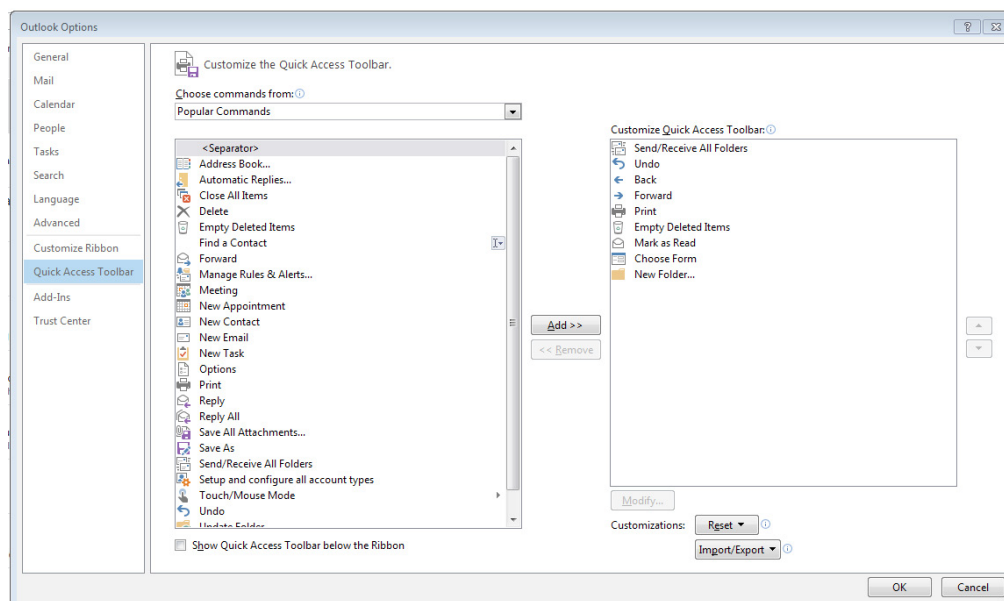 Outlook Options
General
Mail
Calendar
People
Tasks
Search
Language
Advanced
Customize Ribbon
Quick Access Toolbar
Add-Ins
Trust Center
Customize the Quick Access Toolbar.
Choose commands from:
Popular Commands
<Separator>
Address Book...
Automatic Replies...
Close All Items
Delete
Empty Deleted Items
Find a Contact
Forward
Manage Rules & Alerts...
Meeting
New Appointment
New Contact
New Email
New Task
Options
Print
Reply
Reply All
Save All Attachments...
Save As
Send/Receive All Folders
Setup and configure all account types
Touch/Mouse Mode
Undo
Update Folder
Show Quick Access Toolbar below the Ribbon
Add >>
<< Remove
Customize Quick Access Toolbar:
Send/Receive All Folders
Undo
Back
Forward
Print
Empty Deleted Items
Mark as Read
Choose Form
New Folder...
Modify...
Customizations: Reset
Import/Export
OK Cancel